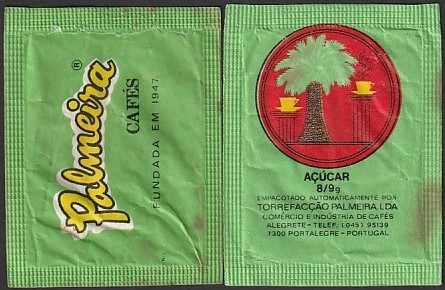 Palmeira
®
CAFÉS
FUNDADA EM 1947
AÇÚCAR
8/9g
EMPACOTADO AUTOMATICAMENTE POR
TORREFACÇÃO PALMEIRA, LDA
COMÉRCIO E INDÚSTRIA DE CAFÉS
ALEGRETE - TELEF. (045) 95139
7300 PORTALEGRE - PORTUGAL